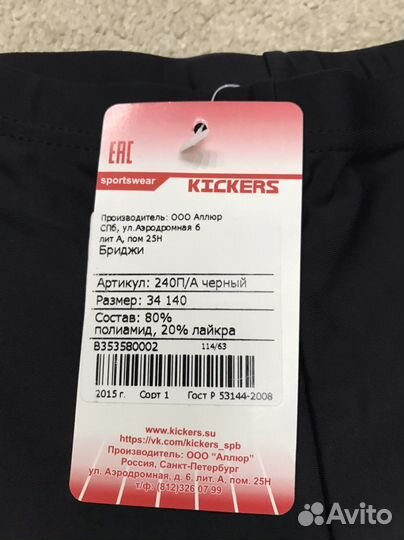 EAC
sportswear KICKERS
Производитель: ООО Аллюр
СПб, ул.Аэродромная 6
лит А, пом 25Н
Бриджи
Артикул: 240П/А черный
Размер: 34 140
Состав: 80%
полиамид, 20% лайкра
В353580002 114/63
2015 г. Сорт 1 Гост Р 53144-2008
www.kickers.su
https://vk.com/kickers_spb
Производитель: ООО "Аллюр"
Россия, Санкт-Петербург
ул. Аэродромная, д. 6, лит. А, пом. 25Н
т/ф. (812)326 07 99
Avito